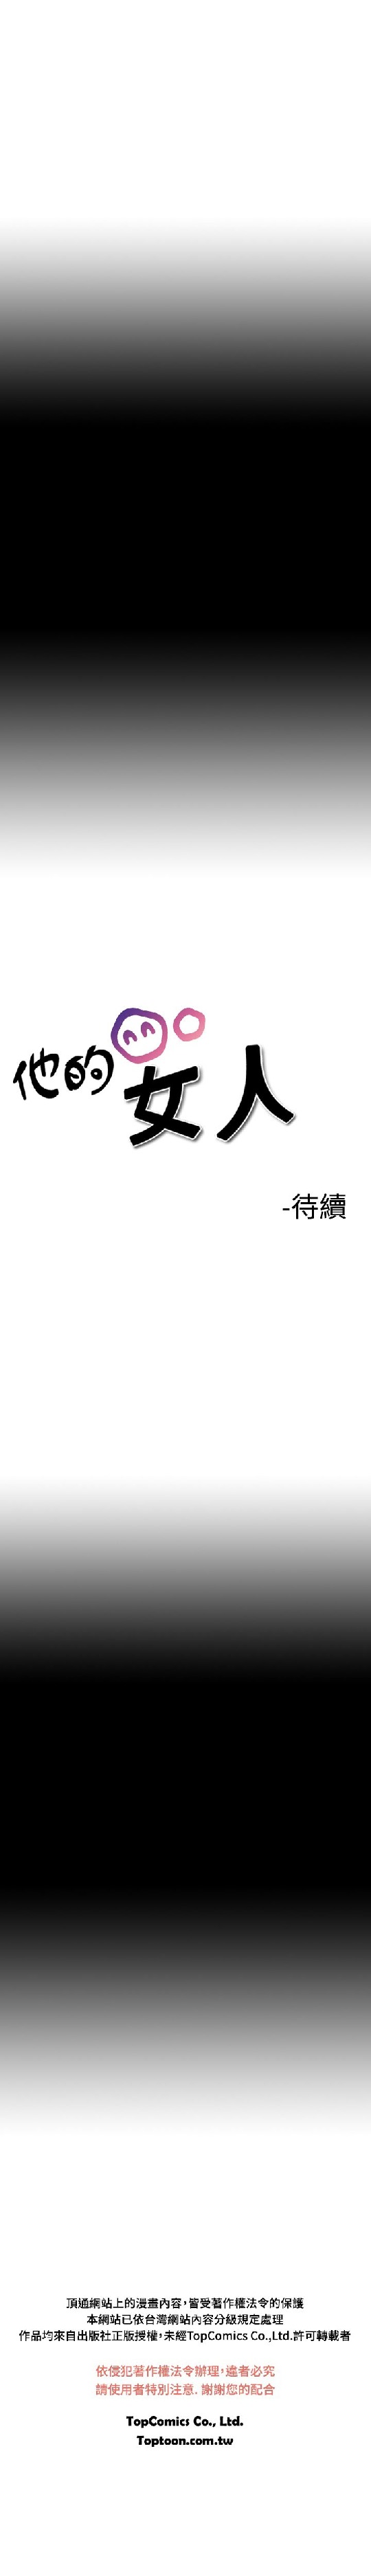 他的女人
-待續
頂通網站上的漫畫內容，皆受著作權法令的保護
本網站已依台灣網站內容分級規定處理
作品均來自出版社正版授權，未經TopComics Co.,Ltd.許可轉載者
依侵犯著作權法令辦理，違者必究
請使用者特別注意. 謝謝您的配合
TopComics Co., Ltd.
Toptoon.com.tw